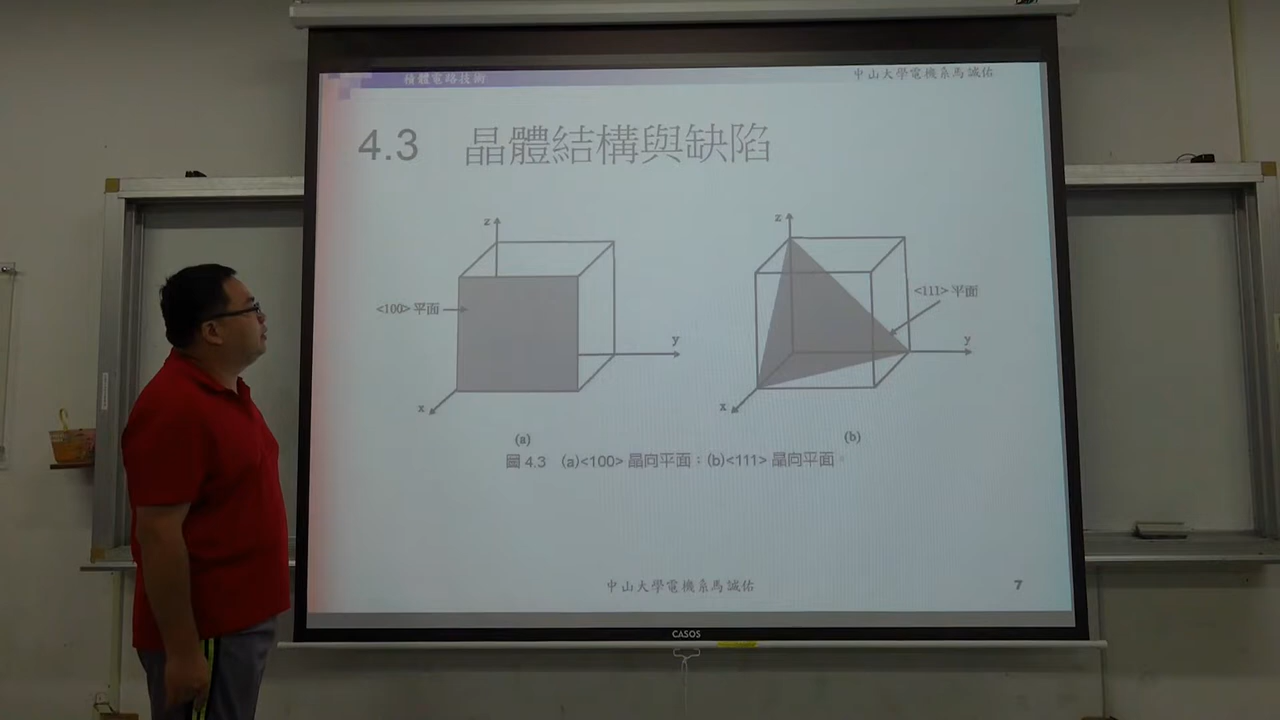 積體電路技術
中山大學電機系馬誠佑
4.3 晶體結構與缺陷
z
<100> 平面
y
x
(a)
z
<111> 平面
y
x
(b)
圖 4.3 (a)<100> 晶向平面；(b)<111> 晶向平面。
中山大學電機系馬誠佑
7
CASOS